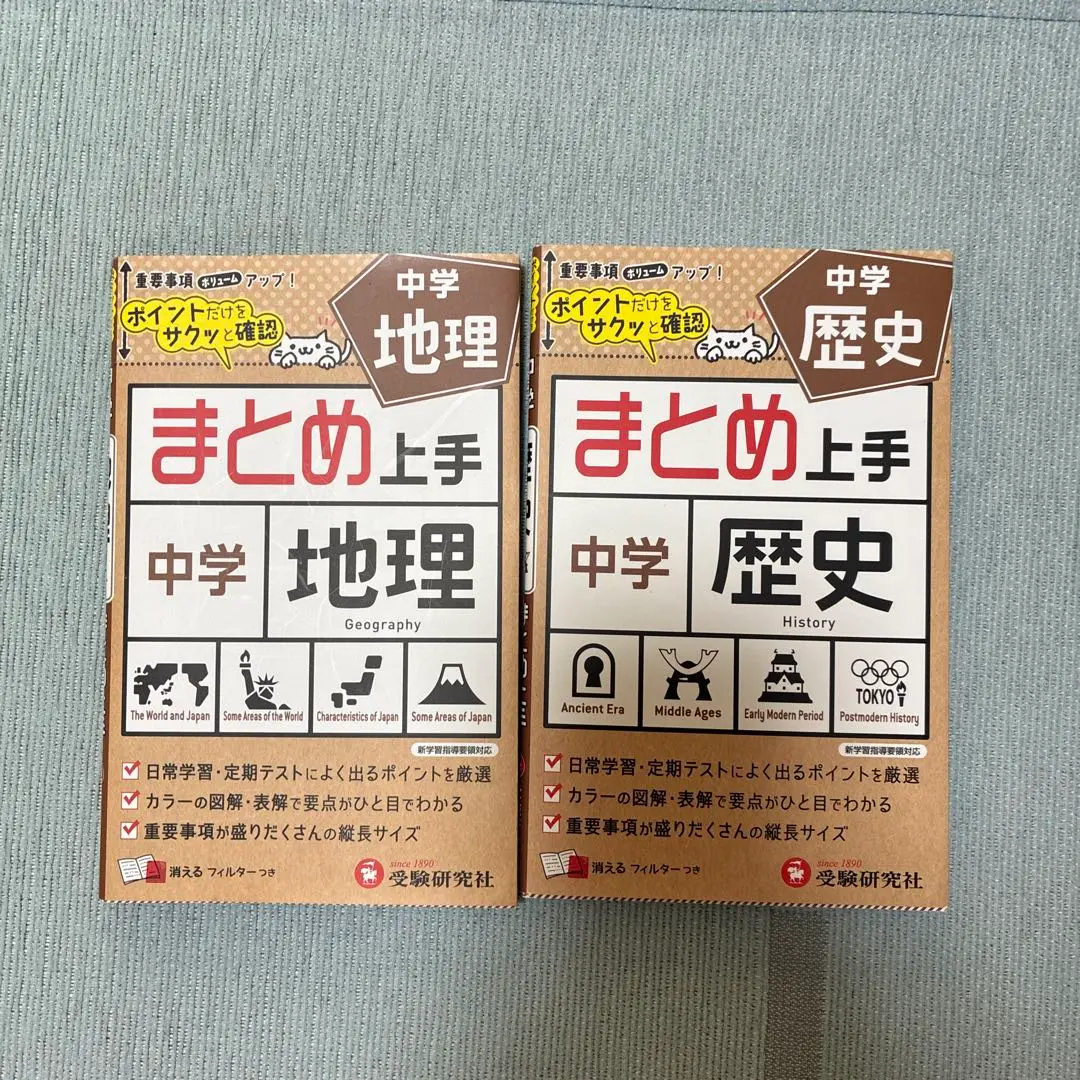 重要事項 ボリューム アップ！
ポイントだけを
サクッと確認
中学
地理
まとめ上手
中学
地理
Geography
The World and Japan
Some Areas of the World
Characteristics of Japan
Some Areas of Japan
新学習指導要領対応
日常学習・定期テストによく出るポイントを厳選
カラーの図解・表解で要点がひと目でわかる
重要事項が盛りだくさんの縦長サイズ
消える フィルターつき
since 1890
受験研究社
重要事項 ボリューム アップ！
ポイントだけを
サクッと確認
中学
歴史
まとめ上手
中学
歴史
History
Ancient Era
Middle Ages
Early Modern Period
TOKYO
Postmodern History
新学習指導要領対応
日常学習・定期テストによく出るポイントを厳選
カラーの図解・表解で要点がひと目でわかる
重要事項が盛りだくさんの縦長サイズ
消える フィルターつき
since 1890
受験研究社